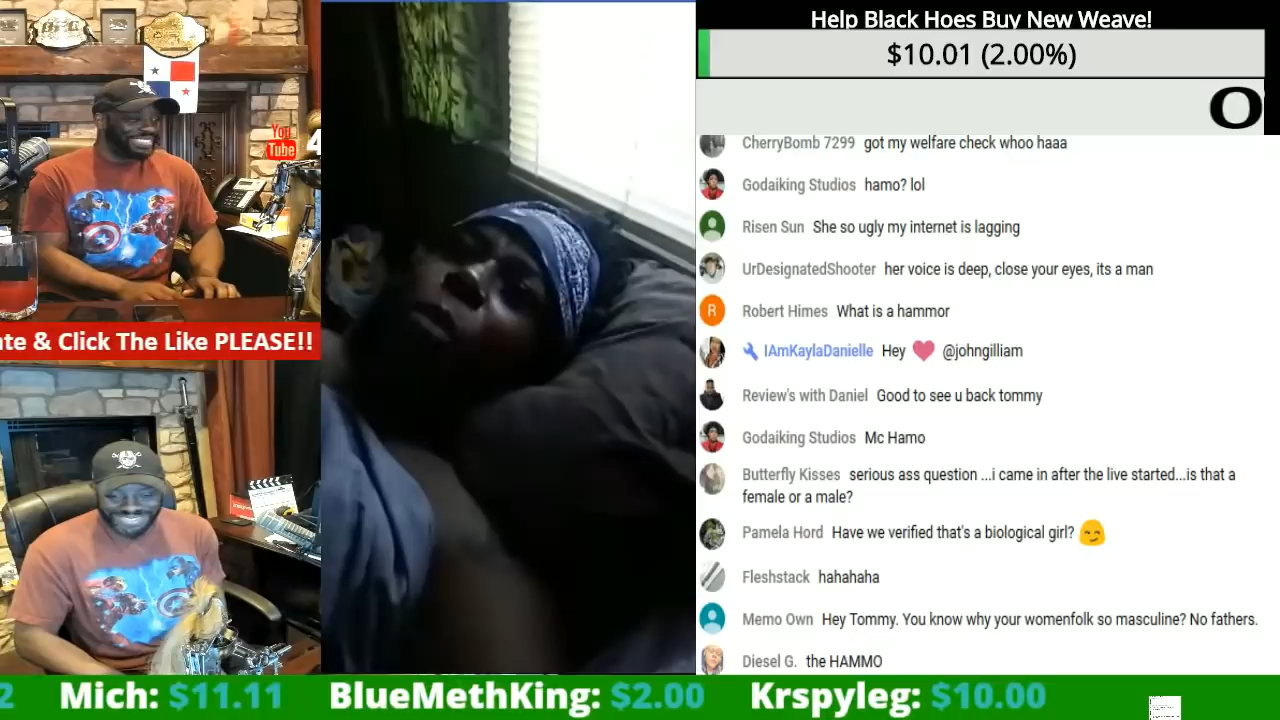 Help Black Hoes Buy New Weave!
$10.01 (2.00%)
O
You
Tube
CherryBomb 7299 got my welfare check whoo haaa
Godaiking Studios hamo? lol
Risen Sun She so ugly my internet is lagging
UrDesignatedShooter her voice is deep, close your eyes, its a man
R
Robert Himes What is a hammor
IAmKaylaDanielle Hey @johngilliam
ate & Click The Like PLEASE!!
Review's with Daniel Good to see u back tommy
Godaiking Studios Mc Hamo
Butterfly Kisses serious ass question ...i came in after the live started...is that a
female or a male?
Pamela Hord Have we verified that's a biological girl?
Fleshstack hahahaha
Memo Own Hey Tommy. You know why your womenfolk so masculine? No fathers.
Diesel G. the HAMMO
2 Mich: $11.11 BlueMethKing: $2.00 Krspyleg: $10.00